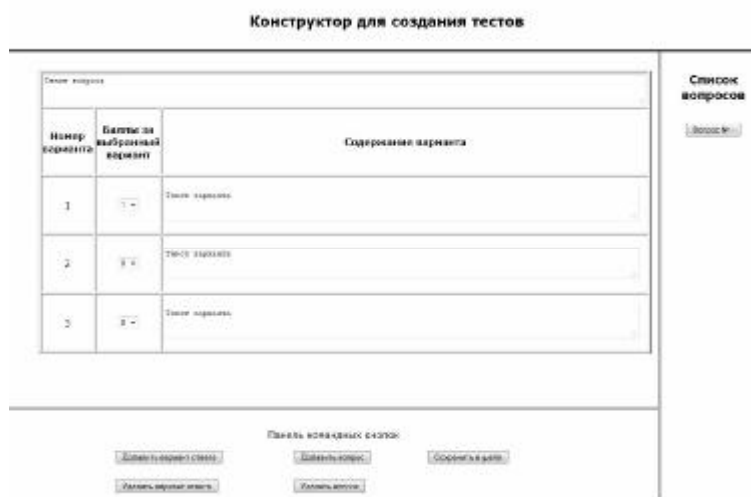 Конструктор для создания тестов
Текст вопроса
Список
вопросов
Номер
варианта
Баллы за
выбранный
вариант
Содержание варианта
Вопрос №
1
Текст варианта
2
Текст варианта
3
Текст варианта
Панель командных кнопок
Добавить вариант ответа
Добавить вопрос
Сохранить в файл
Удалить вариант ответа
Удалить вопрос